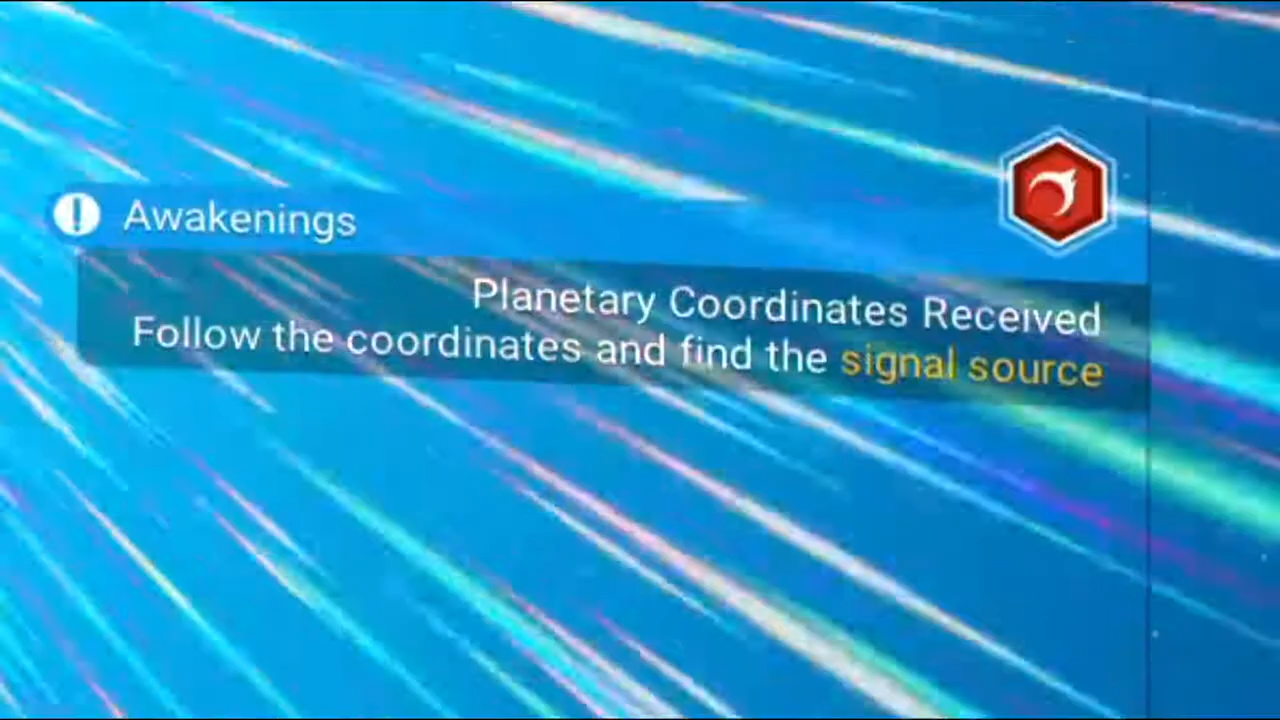 Awakenings
Planetary Coordinates Received
Follow the coordinates and find the signal source